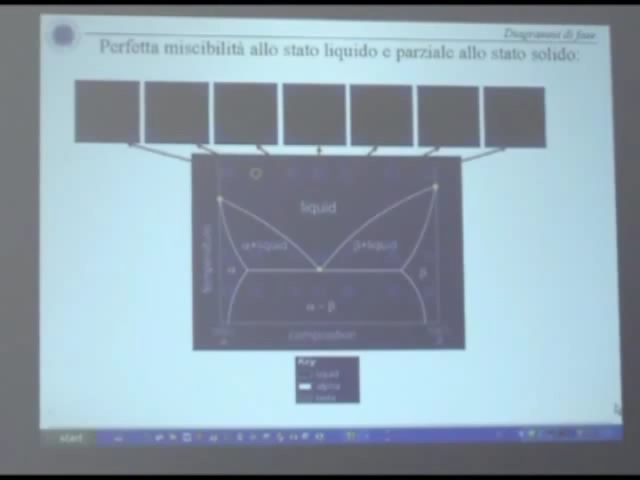 Diagrammi di fase
Perfetta miscibilità allo stato liquido e parziale allo stato solido:
liquid
α+liquid
β+liquid
α
β
α - β
temperature
composition
Key
liquid
alpha
beta
start